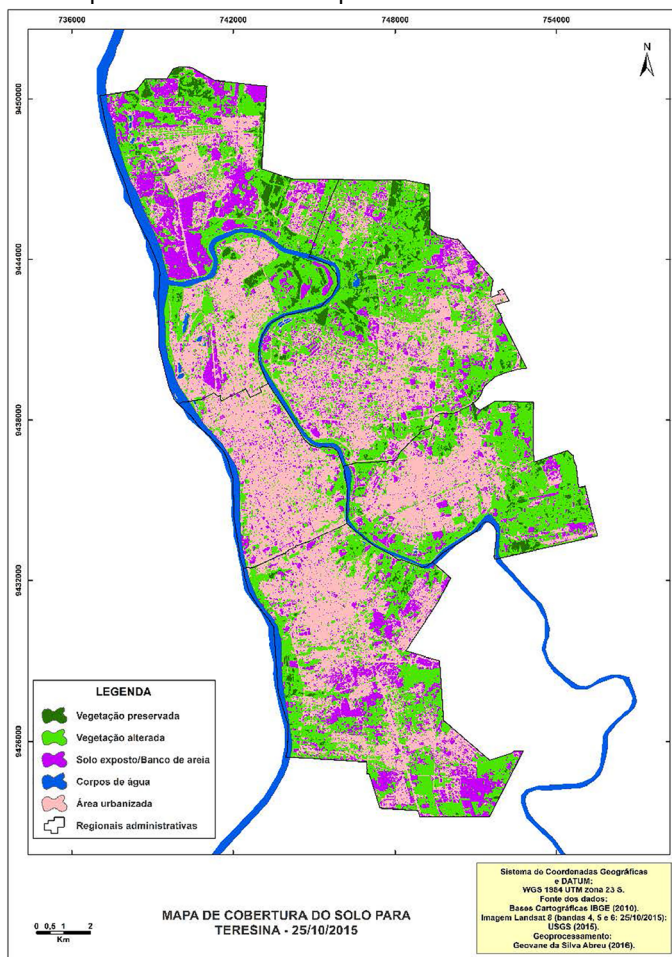 736000 742000 748000 754000
N
9450000
9444000
9438000
9432000
9426000
LEGENDA
Vegetação preservada
Vegetação alterada
Solo exposto/Banco de areia
Corpos de água
Área urbanizada
Regionais administrativas
Sistema de Coordenadas Geográficas
e DATUM:
WGS 1984 UTM zona 23 S.
Fonte dos dados:
Bases Cartográficas IBGE (2010).
Imagem Landsat 8 (bandas 4, 5 e 6: 25/10/2015):
USGS (2015).
Geoprocessamento:
Geovane da Silva Abreu (2016).
MAPA DE COBERTURA DO SOLO PARA
TERESINA - 25/10/2015
0 0,5 1 2
Km